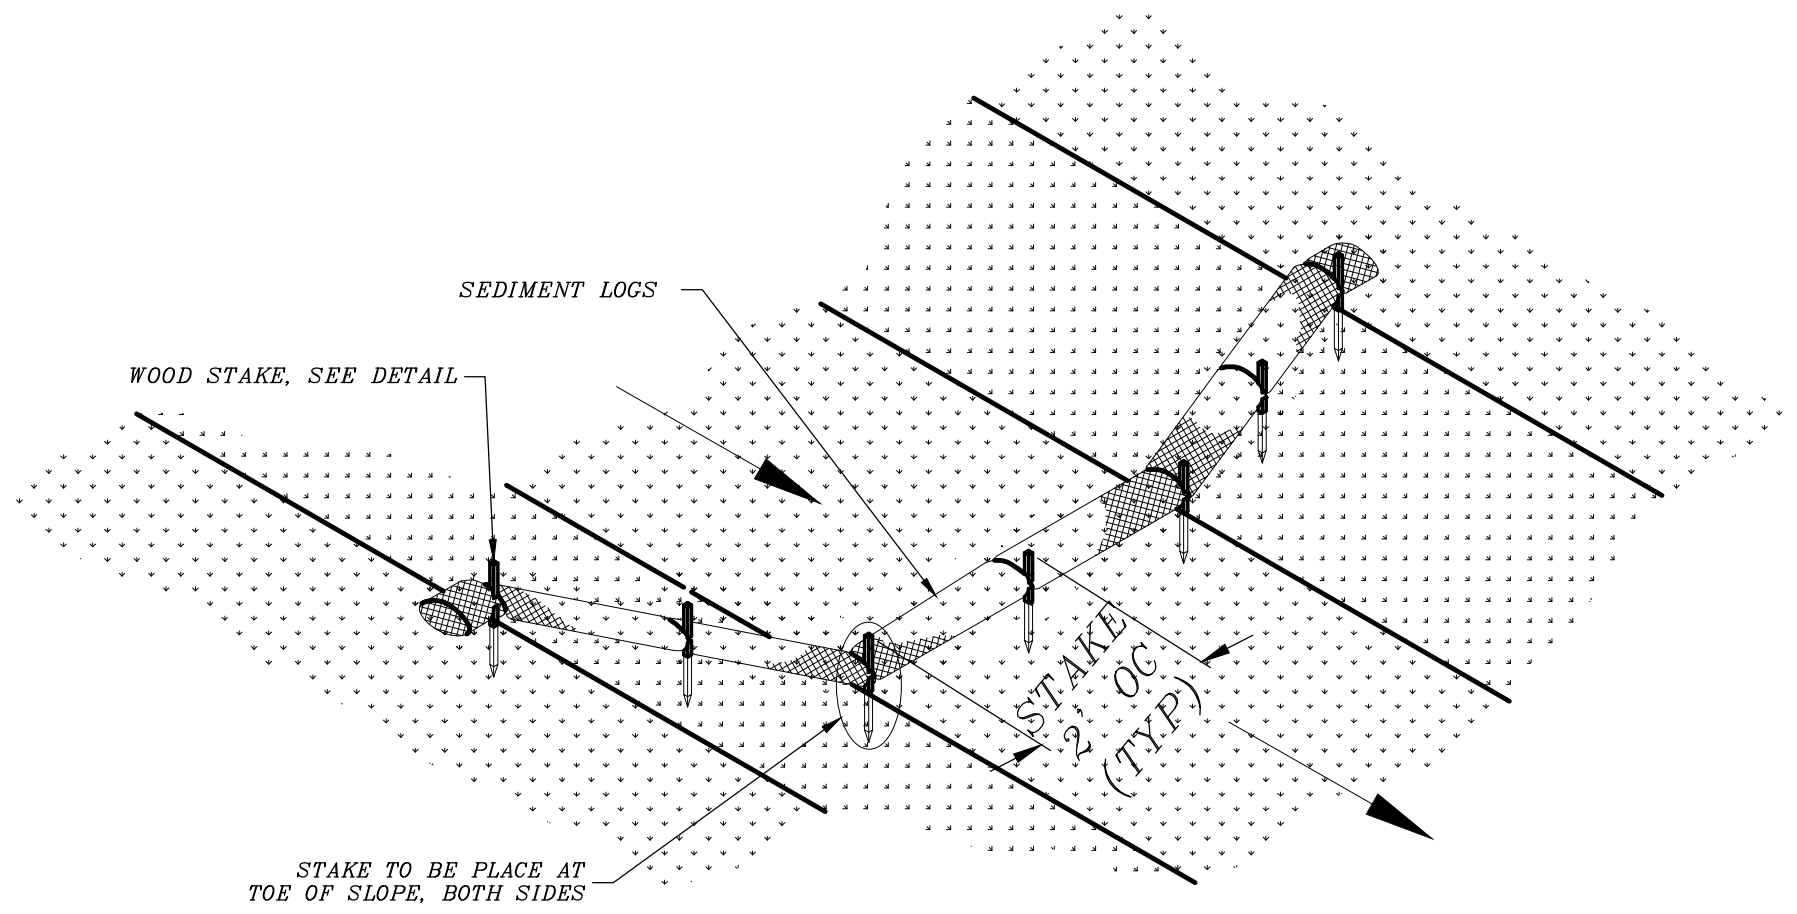 SEDIMENT LOGS
WOOD STAKE, SEE DETAIL
STAKE
2' OC
(TYP)
STAKE TO BE PLACE AT
TOE OF SLOPE, BOTH SIDES